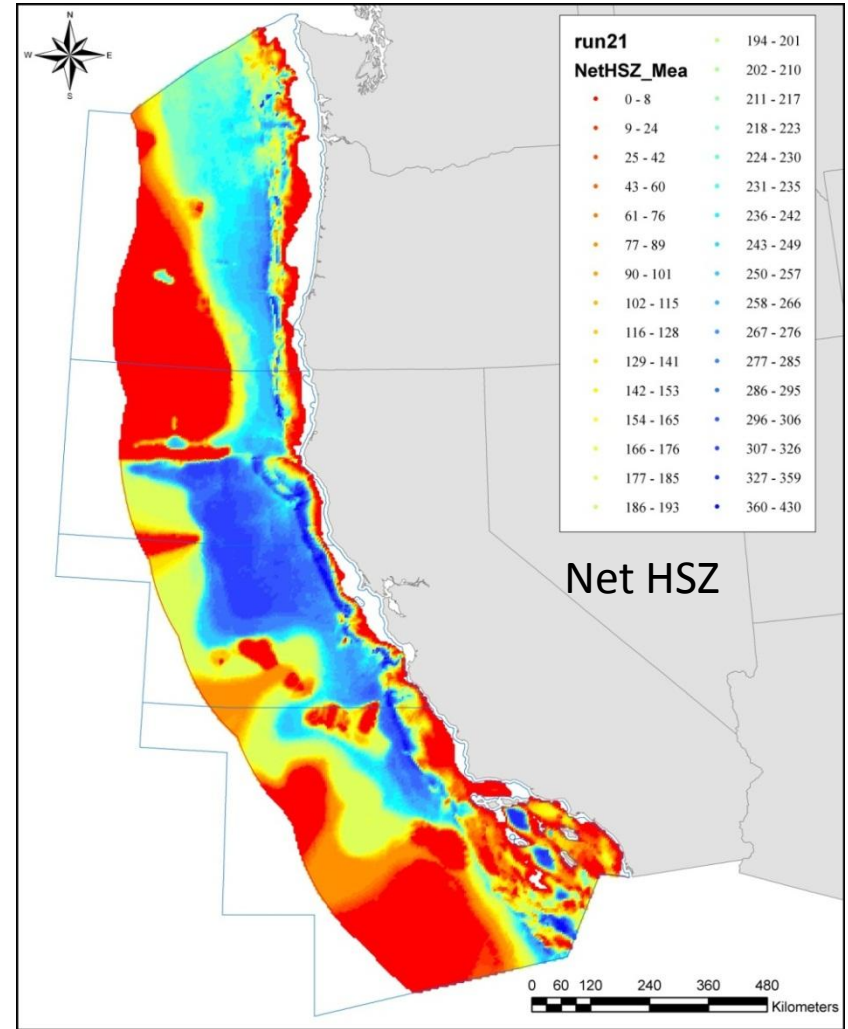 N
W E
S
run21
NetHSZ_Mea
0 - 8
9 - 24
25 - 42
43 - 60
61 - 76
77 - 89
90 - 101
102 - 115
116 - 128
129 - 141
142 - 153
154 - 165
166 - 176
177 - 185
186 - 193
194 - 201
202 - 210
211 - 217
218 - 223
224 - 230
231 - 235
236 - 242
243 - 249
250 - 257
258 - 266
267 - 276
277 - 285
286 - 295
296 - 306
307 - 326
327 - 359
360 - 430
Net HSZ
0 60 120 240 360 480
Kilometers